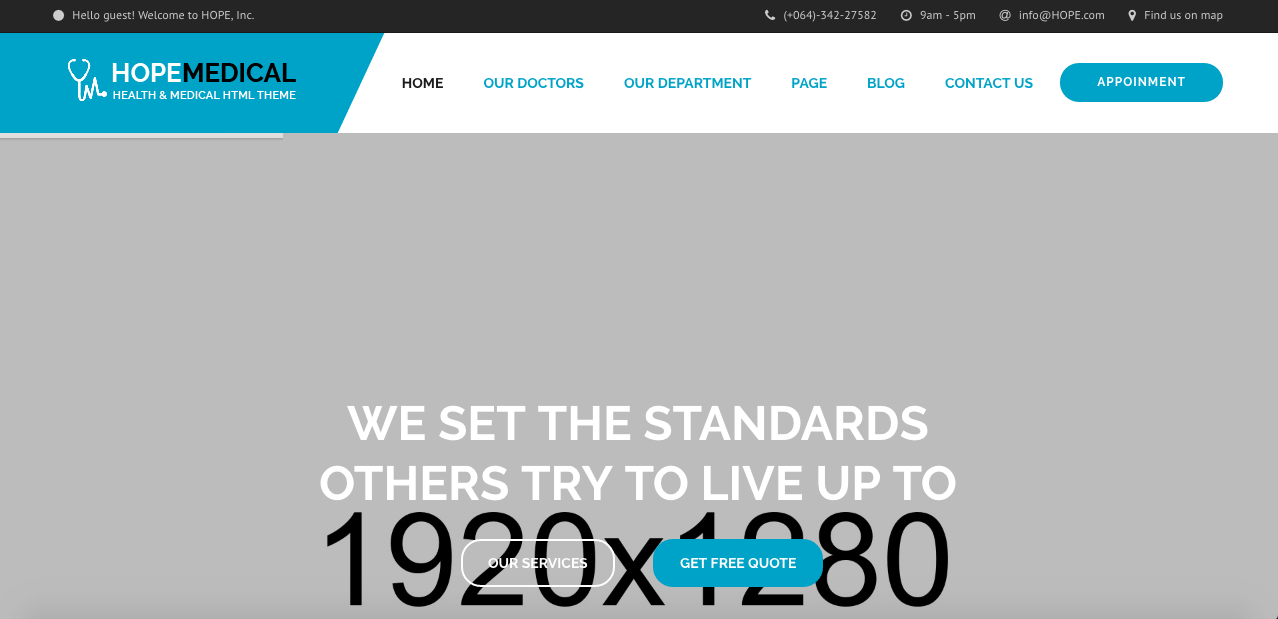 Hello guest! Welcome to HOPE, Inc.
(+064)-342-27582
9am - 5pm
info@HOPE.com
Find us on map
HOPEMEDICAL
HEALTH & MEDICAL HTML THEME
HOME
OUR DOCTORS
OUR DEPARTMENT
PAGE
BLOG
CONTACT US
APPOINMENT
WE SET THE STANDARDS
OTHERS TRY TO LIVE UP TO
1920x1280
OUR SERVICES
GET FREE QUOTE